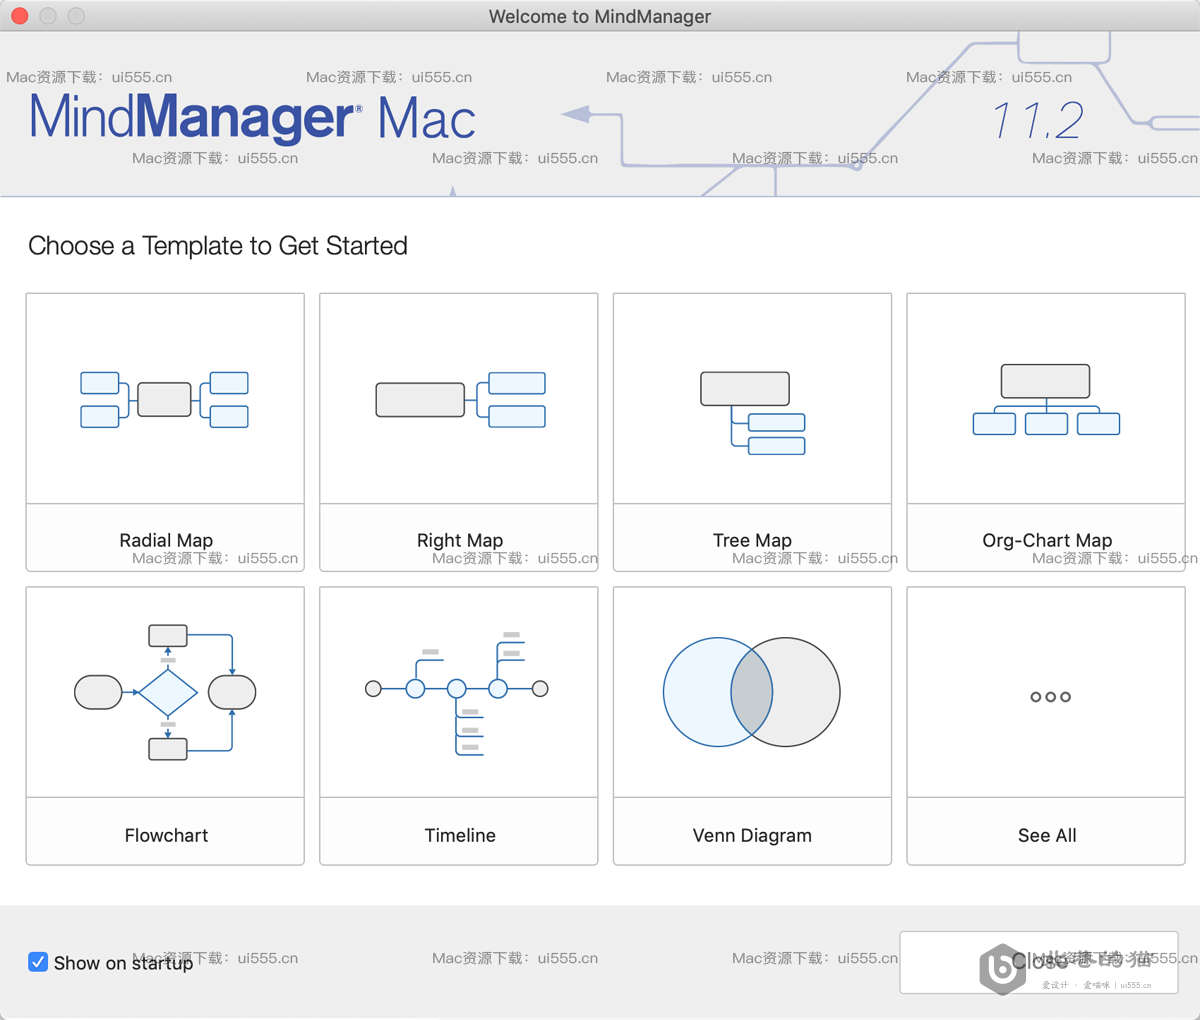 Welcome to MindManager
Mac资源下载：ui555.cn Mac资源下载：ui555.cn Mac资源下载：ui555.cn Mac资源下载：ui555.cn
MindManager® Mac 11.2
Mac资源下载：ui555.cn Mac资源下载：ui555.cn Mac资源下载：ui555.cn Mac资源下载：ui555.cn
Choose a Template to Get Started
Radial Map Right Map Tree Map Org-Chart Map
Mac资源下载：ui555.cn Mac资源下载：ui555.cn Mac资源下载：ui555.cn Mac资源下载：ui555.cn
Flowchart Timeline Venn Diagram See All
Show on startup Close
Mac资源下载：ui555.cn Mac资源下载：ui555.cn Mac资源下载：ui555.cn Mac资源下载：ui555.cn
巷的猫
爱设计 · 爱喵咪 | ui555.cn